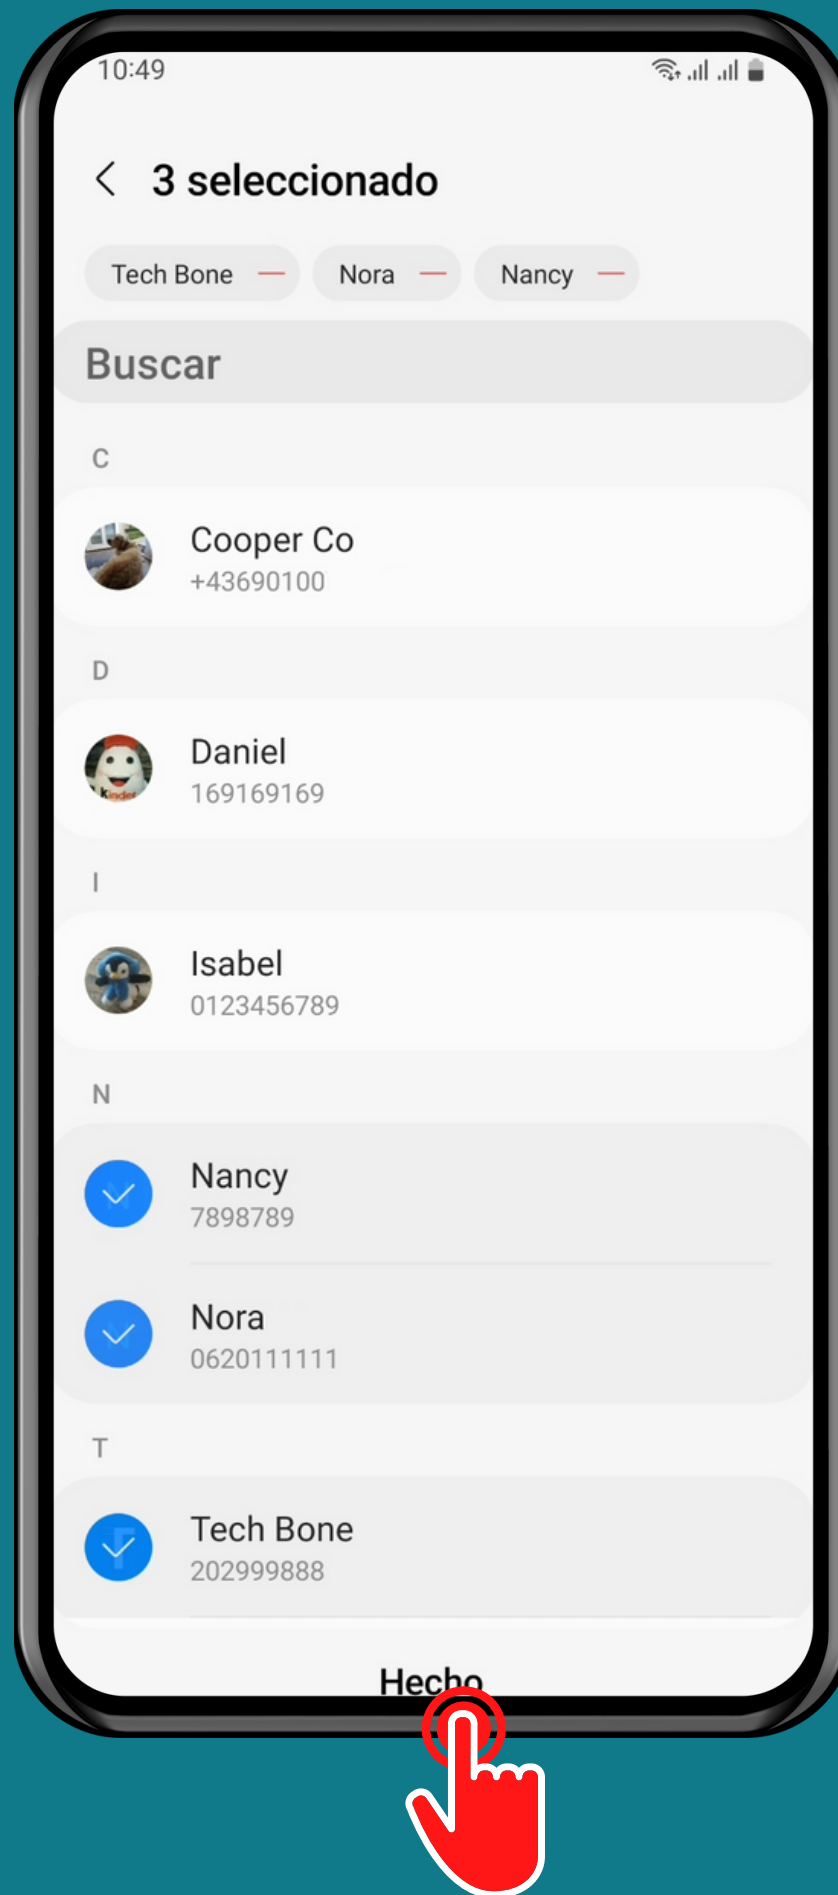 10:49
3 seleccionado
Tech Bone Nora Nancy
Buscar
C
Cooper Co
+43690100
D
Kinder
Daniel
169169169
I
Isabel
0123456789
N
Nancy
7898789
Nora
0620111111
T
T
Tech Bone
202999888
Hecho